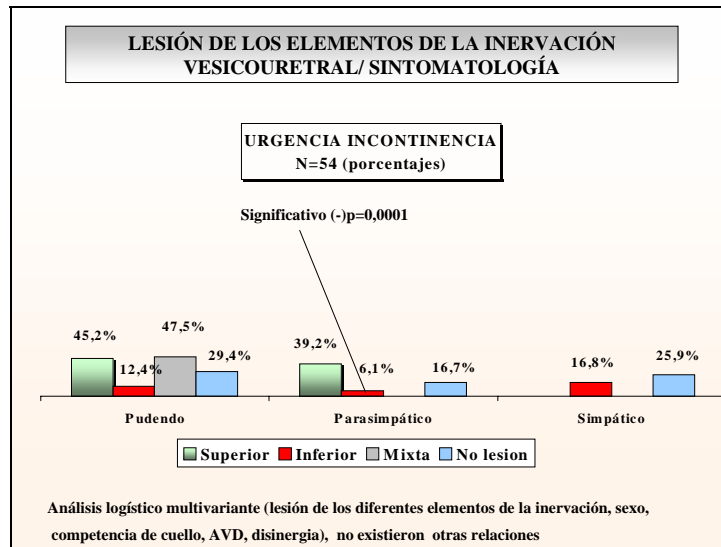 LESIÓN DE LOS ELEMENTOS DE LA INERVACIÓN
VESICOURETRAL/ SINTOMATOLOGÍA
URGENCIA INCONTINENCIA
N=54 (porcentajes)
Significativo (-)p=0,0001
45,2%
12,4%
47,5%
29,4%
39,2%
6,1%
16,7%
16,8%
25,9%
Pudendo
Parasimpático
Simpático
Superior
Inferior
Mixta
No lesion
Análisis logístico multivariante (lesión de los diferentes elementos de la inervación, sexo,
competencia de cuello, AVD, disinergia), no existieron otras relaciones